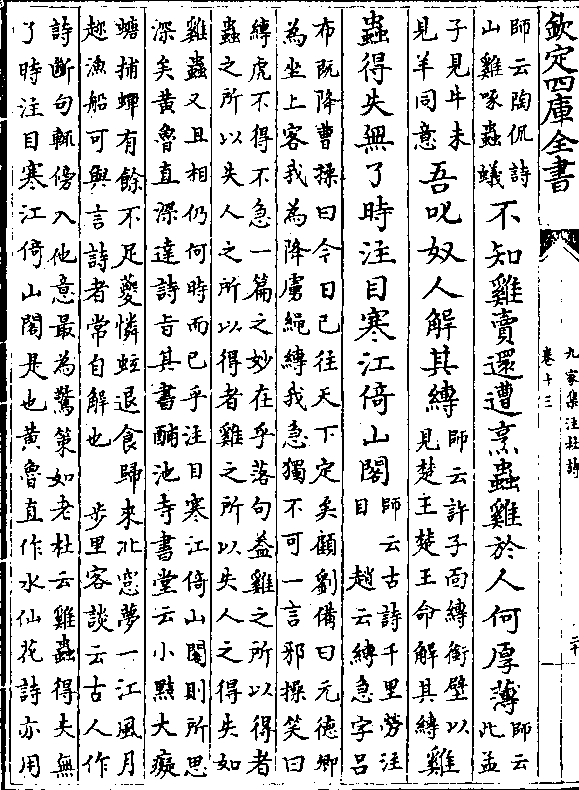 欽定四庫全書
九家集注杜詩
卷十三
二十
師云陶侃詩
山雞啄蟲蟻
不知雞賣還遭烹蟲雞於人何厚薄
師云
此盖
子見牛未
見羊同意
吾叱奴人解其縛
師云許子面縛銜璧以
見楚王楚王命解其縛
雞
蟲得失無了時注目寒江倚山閣
師云古詩千里勞注
目　趙云縛急字呂
布既降曹操曰今日已往天下定矣顧劉備曰元德卿
為坐上客我為降虜繩縛我急獨不可一言邪操笑曰
縛虎不得不急一篇之妙在乎落句葢雞之所以得者
蟲之所以失人之所以得者雞之所以失人之得失如
雞蟲又且相仍何時而已乎注目寒江倚山閣則所思
深矣黄魯直深達詩旨其書酺池寺書堂云小黠大癡
螗捕蟬有餘不足夔憐蚿退食歸來北窓夢一江風月
趂漁船可與言詩者常自解也　步里客談云古人作
詩斷句輒傍入他意最為驚策如老杜云雞蟲得失無
了時注目寒江倚山閣是也黄魯直作水仙花詩亦用